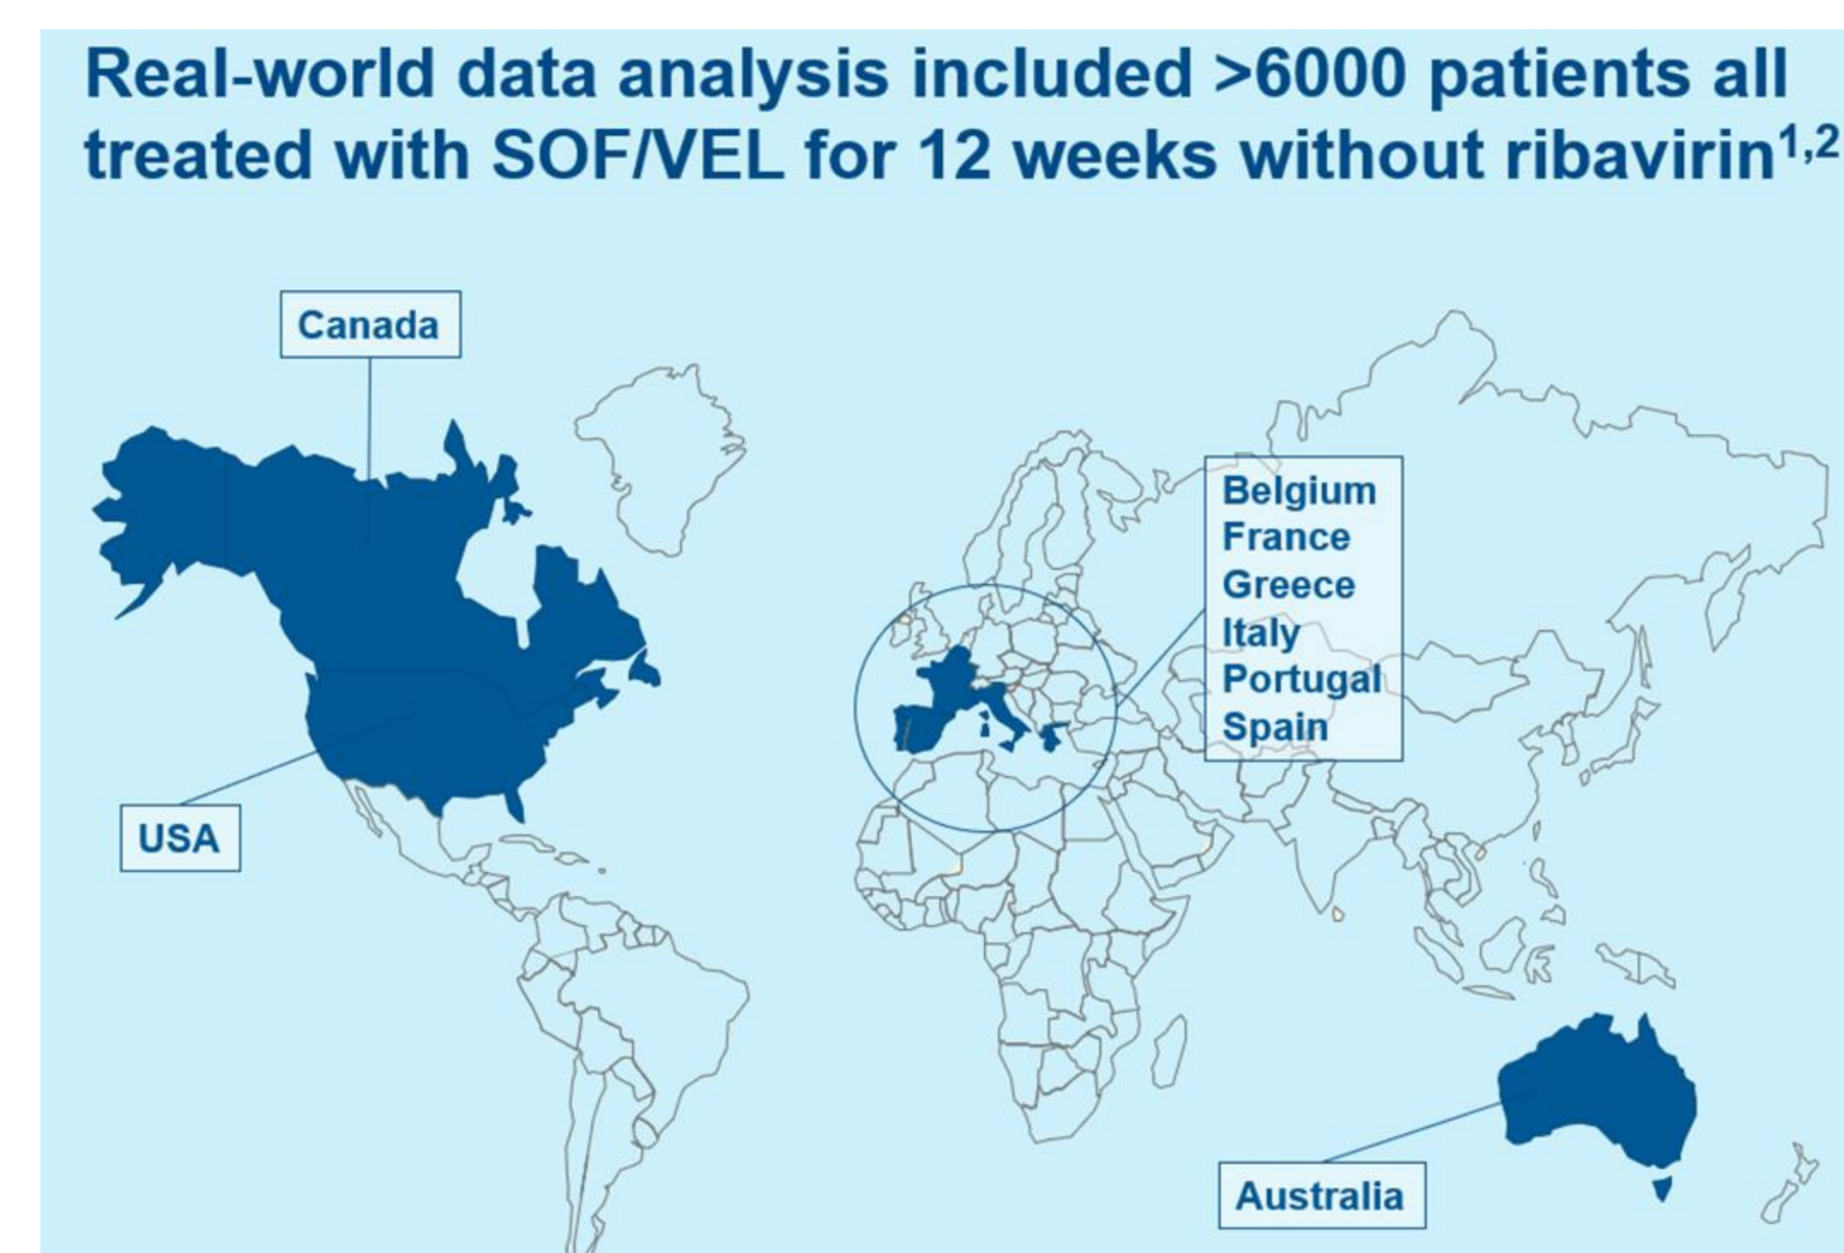 Real-world data analysis included >6000 patients all
treated with SOF/VEL for 12 weeks without ribavirin1,2
Canada
Belgium
France
Greece
Italy
Portugal
Spain
USA
Australia